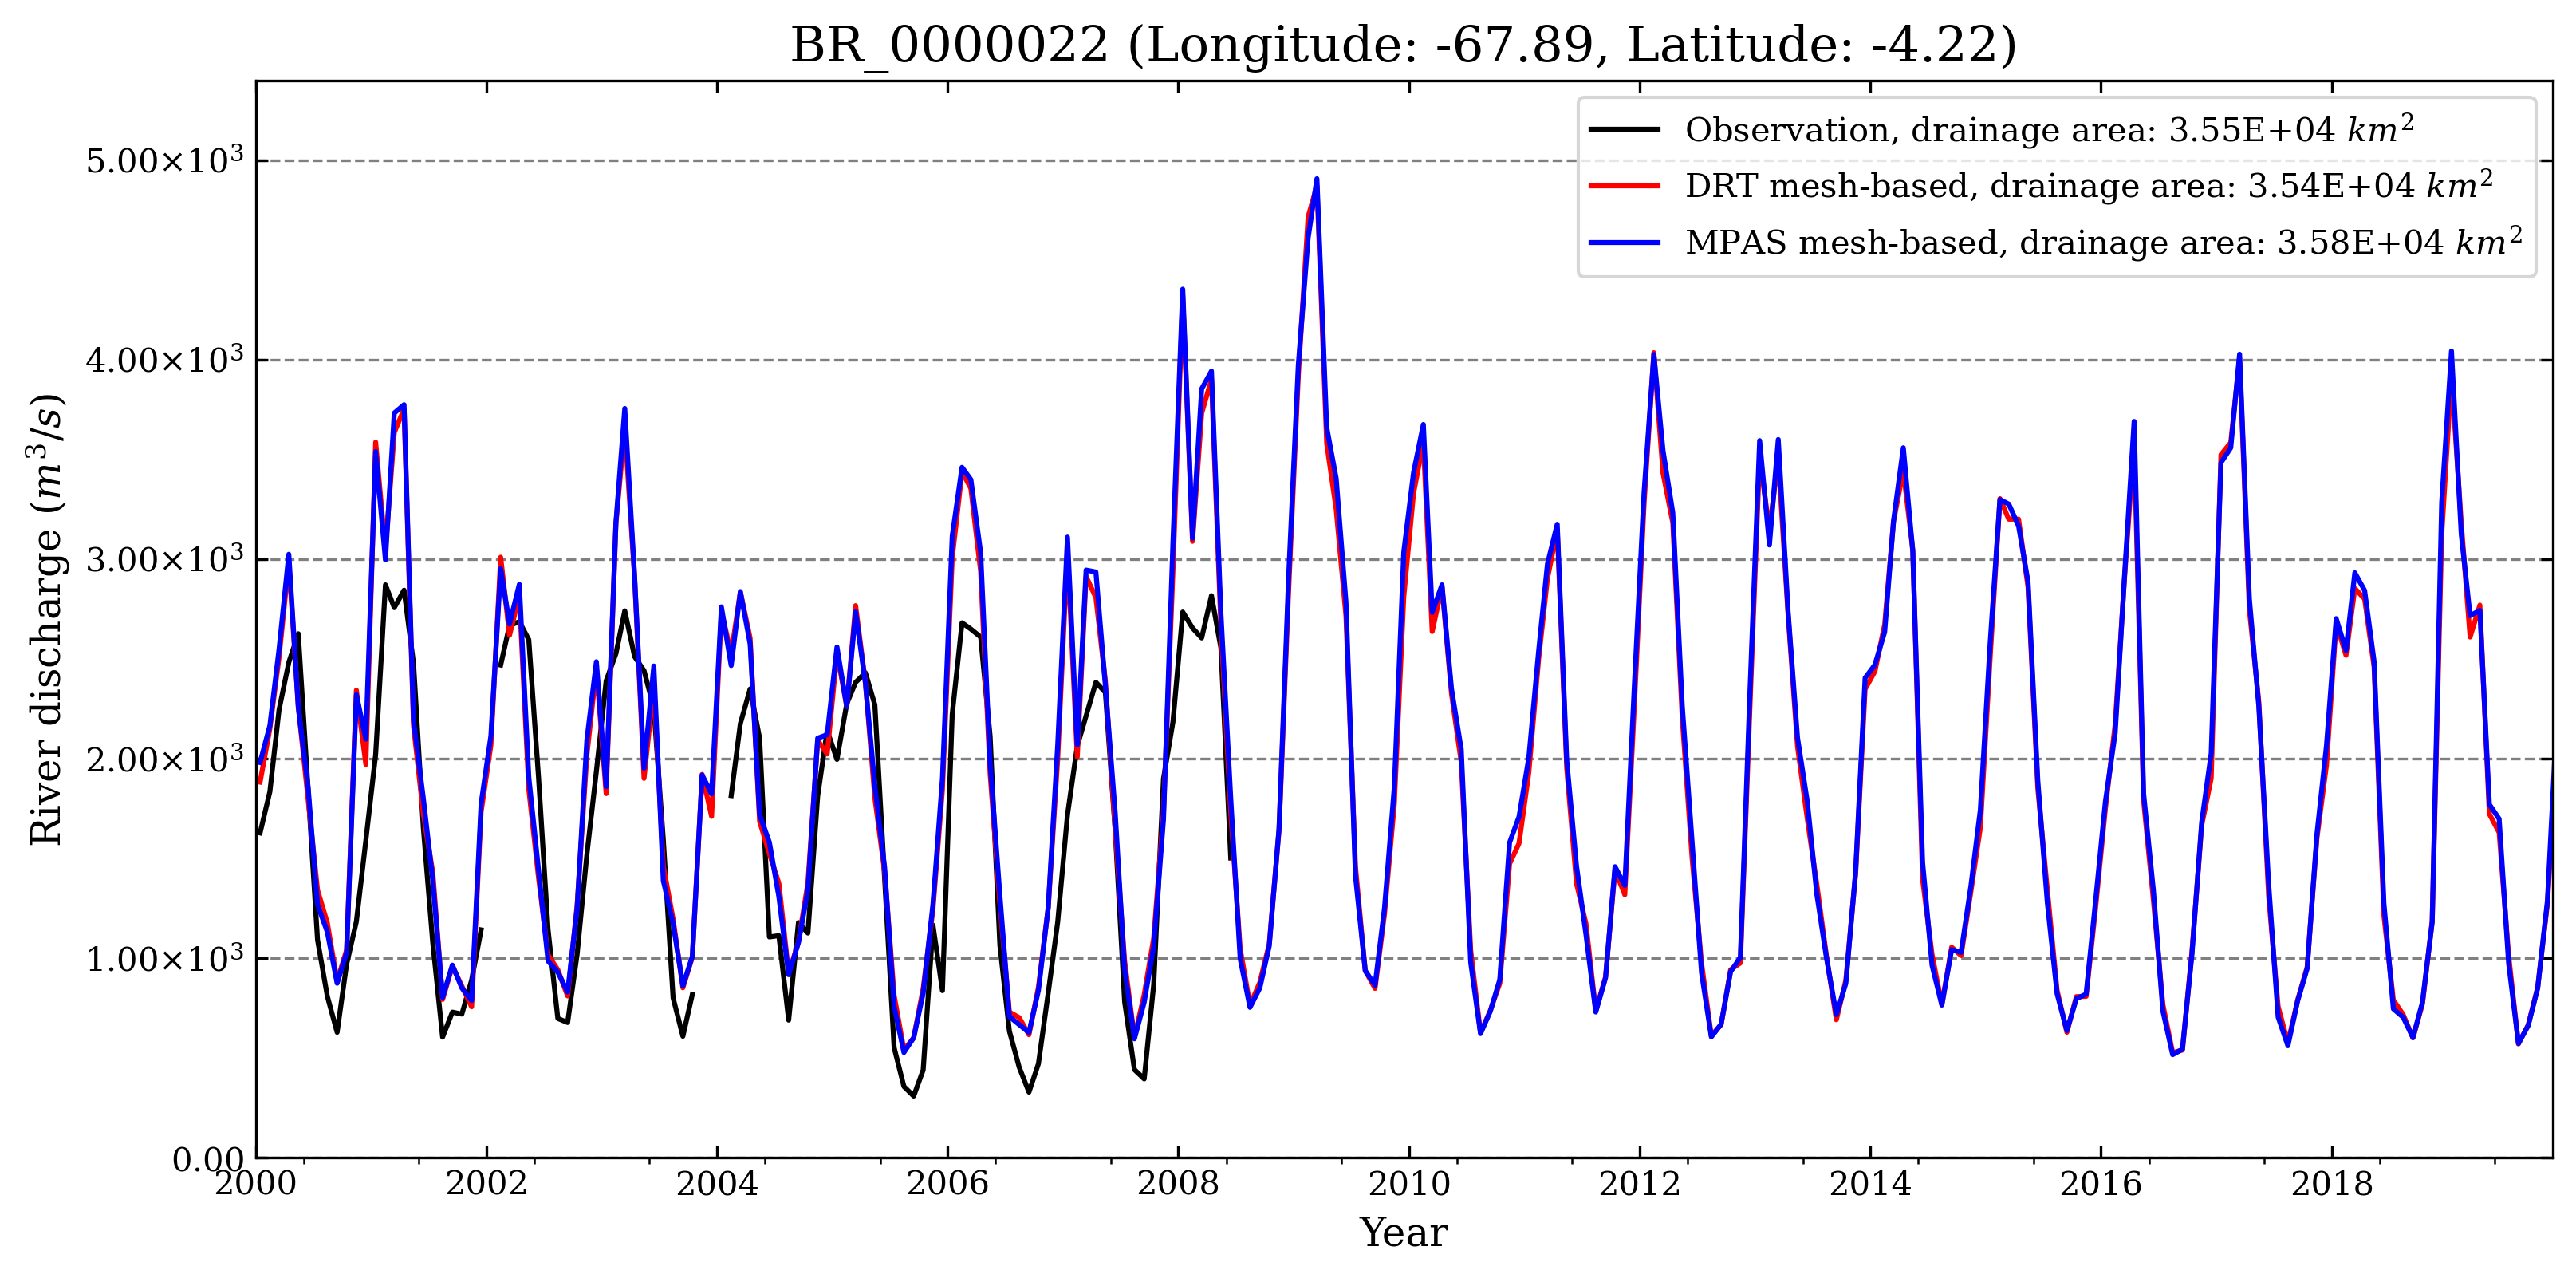 BR_0000022 (Longitude: -67.89, Latitude: -4.22)
Observation, drainage area: 3.55E+04 km²
DRT mesh-based, drainage area: 3.54E+04 km²
MPAS mesh-based, drainage area: 3.58E+04 km²
River discharge (m³/s)
5.00×10³
4.00×10³
3.00×10³
2.00×10³
1.00×10³
0.00
2000 2002 2004 2006 2008 2010 2012 2014 2016 2018
Year